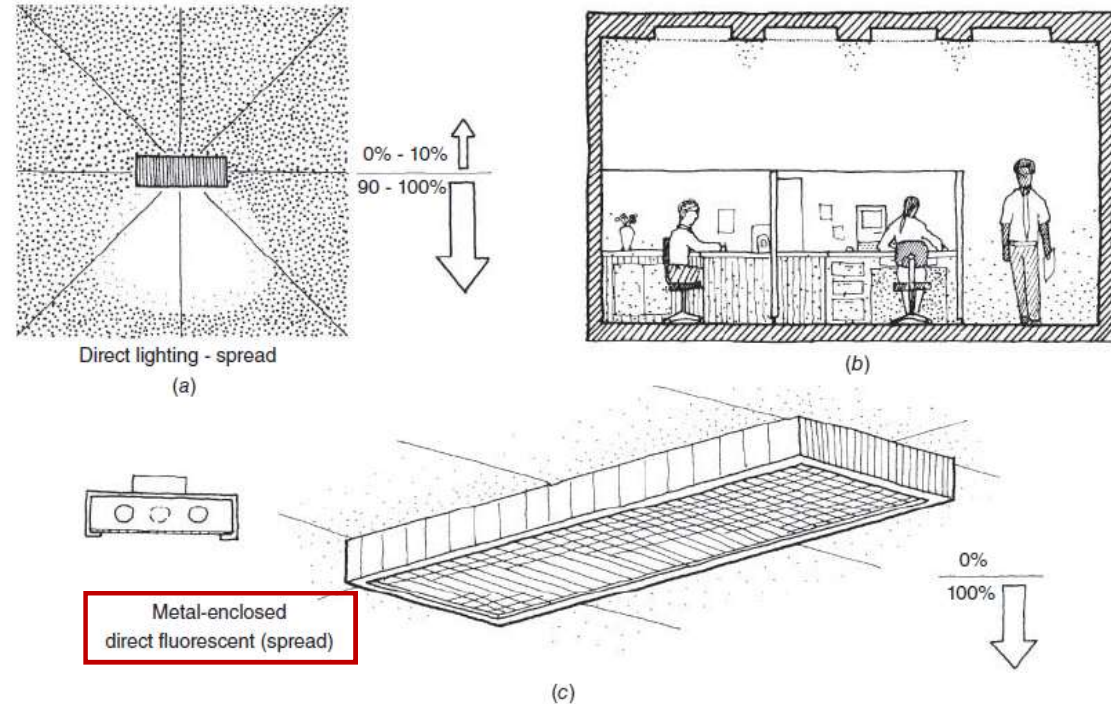 0% - 10%
90 - 100%
Direct lighting - spread
(a)
(b)
Metal-enclosed
direct fluorescent (spread)
0%
100%
(c)